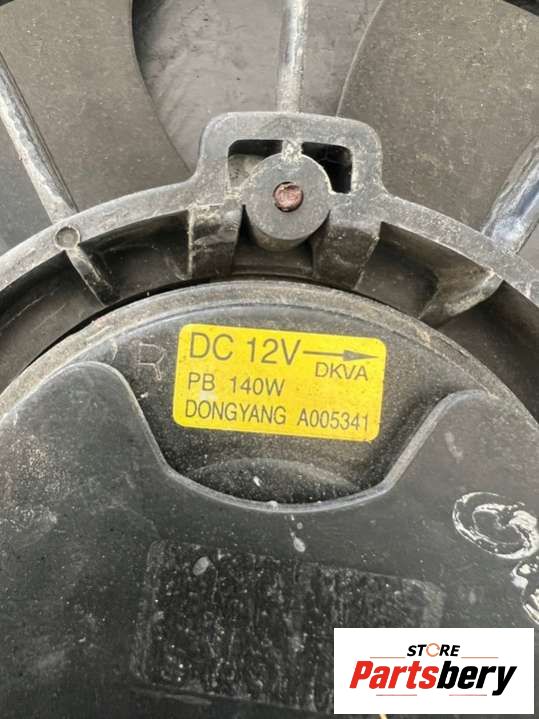 R
DC 12V
DKVA
PB 140W
DONGYANG A005341
STORE
Partsbery